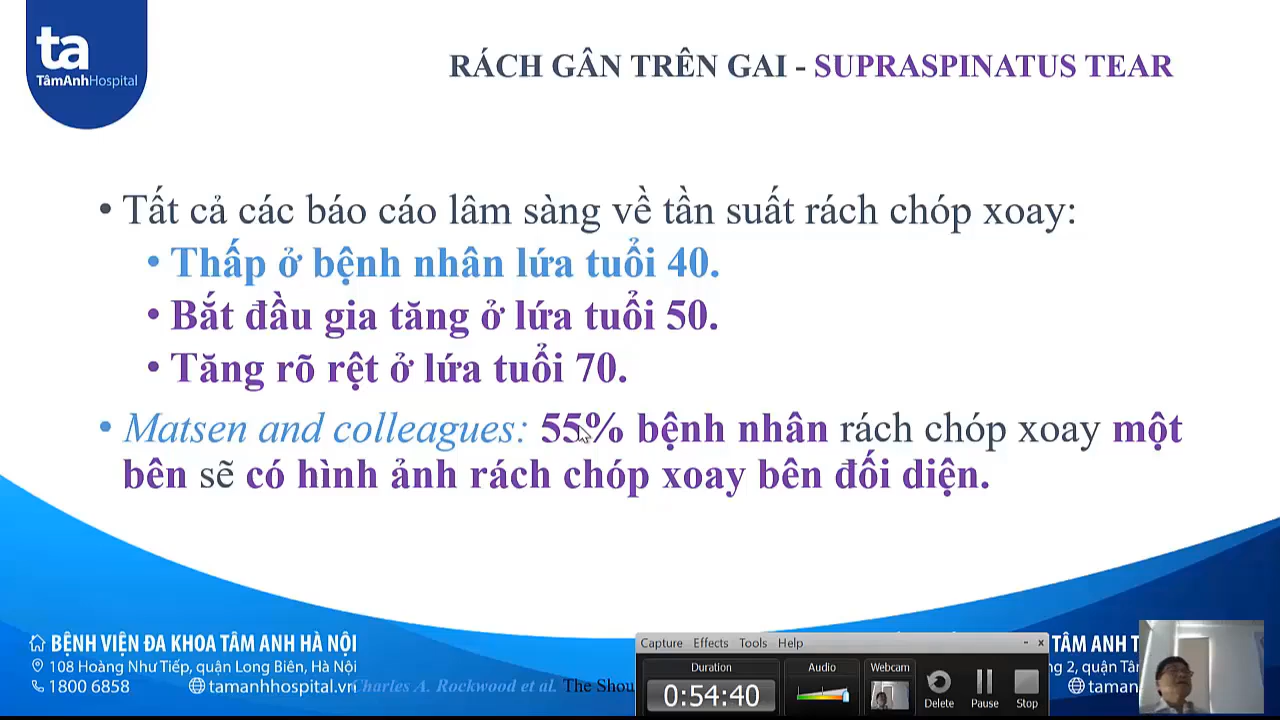 ta
TâmAnhHospital
RÁCH GÂN TRÊN GAI - SUPRASPINATUS TEAR
• Tất cả các báo cáo lâm sàng về tần suất rách chóp xoay:
• Thấp ở bệnh nhân lứa tuổi 40.
• Bắt đầu gia tăng ở lứa tuổi 50.
• Tăng rõ rệt ở lứa tuổi 70.
• Matsen and colleagues: 55% bệnh nhân rách chóp xoay một
bên sẽ có hình ảnh rách chóp xoay bên đối diện.
BỆNH VIỆN ĐA KHOA TÂM ANH HÀ NỘI
108 Hoàng Như Tiếp, quận Long Biên, Hà Nội
1800 6858 tamanhhospital.vn
Charles A. Rockwood et al. The Shou
Capture Effects Tools Help
Duration Audio Webcam
0:54:40
Delete Pause Stop
TÂM ANH T
g 2, quận Tâ
taman